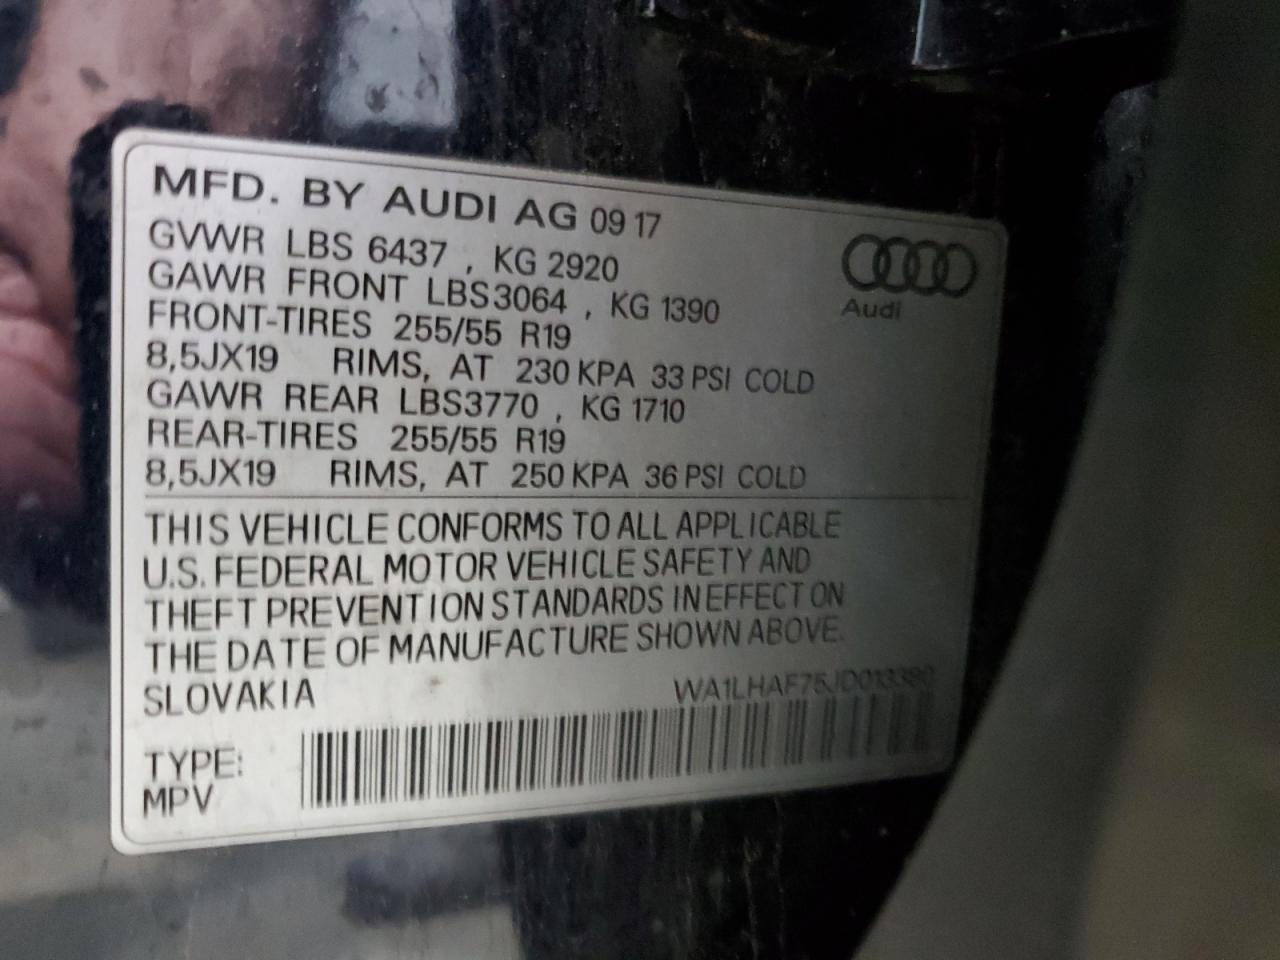 MFD. BY AUDI AG 09 17
GVWR LBS 6437 , KG 2920
GAWR FRONT LBS3064 , KG 1390
FRONT-TIRES 255/55 R19
8,5JX19 RIMS, AT 230 KPA 33 PSI COLD
GAWR REAR LBS3770 , KG 1710
REAR-TIRES 255/55 R19
8,5JX19 RIMS, AT 250 KPA 36 PSI COLD
Audi
THIS VEHICLE CONFORMS TO ALL APPLICABLE
U.S. FEDERAL MOTOR VEHICLE SAFETY AND
THEFT PREVENTION STANDARDS IN EFFECT ON
THE DATE OF MANUFACTURE SHOWN ABOVE.
SLOVAKIA WA1LHAF75JD013380
TYPE:
MPV